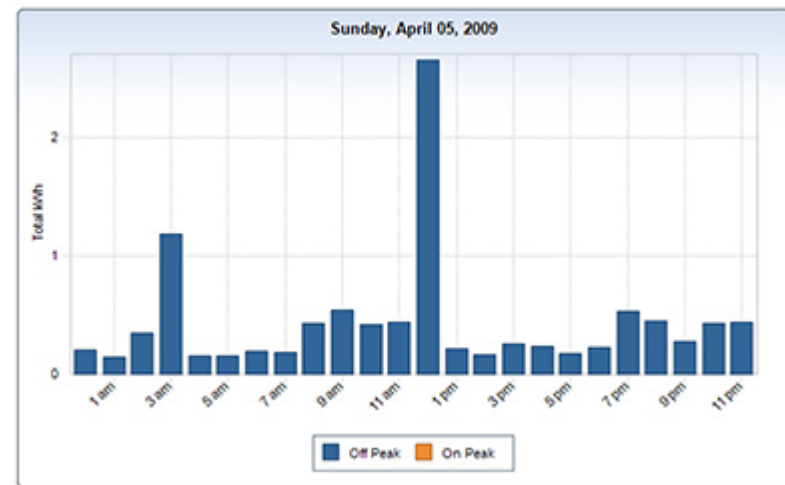 Sunday, April 05, 2009
Total kWh
2
1
0
1 am
3 am
5 am
7 am
9 am
11 am
1 pm
3 pm
5 pm
7 pm
9 pm
11 pm
Off Peak On Peak